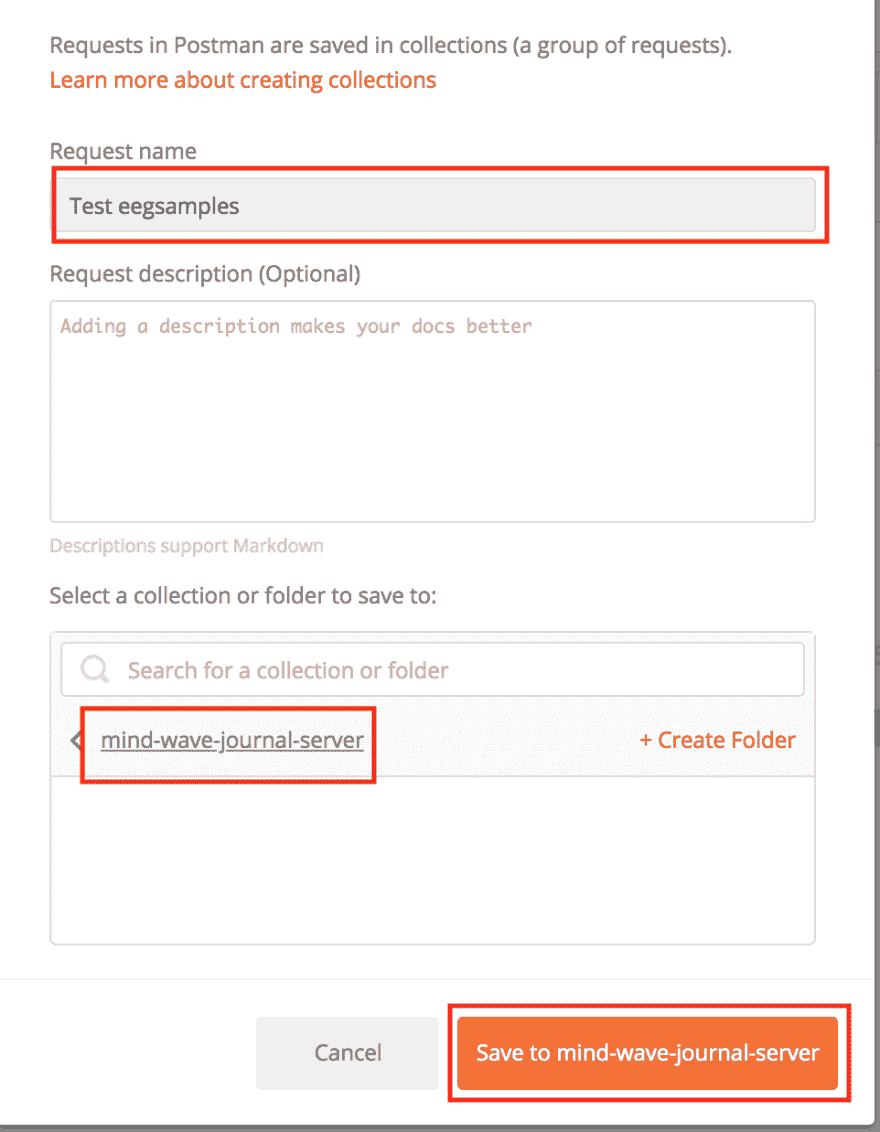 Requests in Postman are saved in collections (a group of requests).
Learn more about creating collections
Request name
Test eegsamples
Request description (Optional)
Adding a description makes your docs better
Descriptions support Markdown
Select a collection or folder to save to:
Search for a collection or folder
mind-wave-journal-server
+ Create Folder
Cancel
Save to mind-wave-journal-server